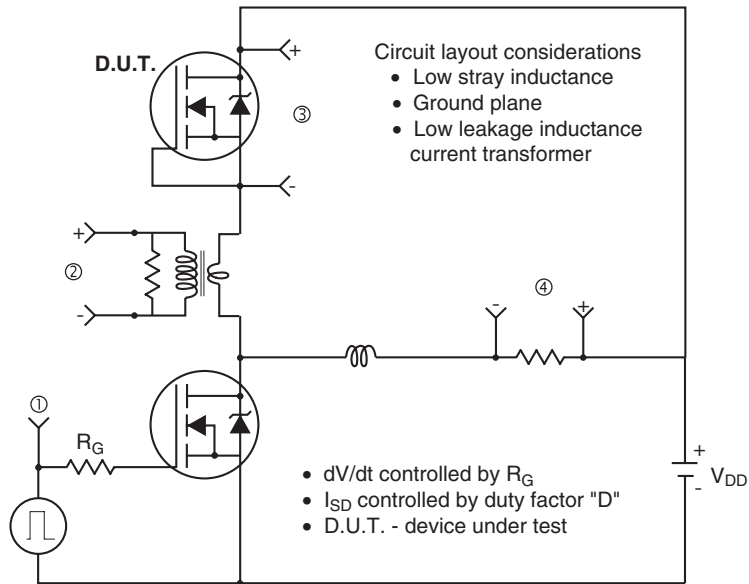 D.U.T.
+
③
-
Circuit layout considerations
• Low stray inductance
• Ground plane
• Low leakage inductance
current transformer
+
②
-
④
- +
①
R_G
+
V_DD
-
• dV/dt controlled by R_G
• I_SD controlled by duty factor "D"
• D.U.T. - device under test